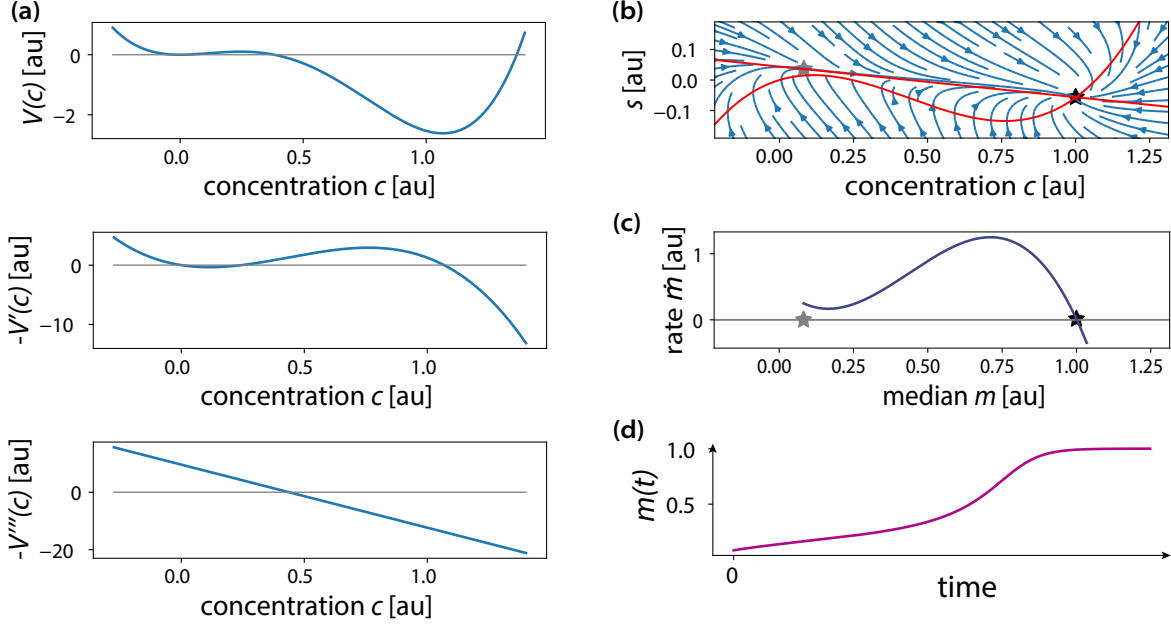 (a)
V(c) [au]
0
−2
0.0
0.5
1.0
concentration c [au]
-V'(c) [au]
0
−10
0.0
0.5
1.0
concentration c [au]
-V'''(c) [au]
0
−20
0.0
0.5
1.0
concentration c [au]
(b)
s [au]
0.1
0.0
−0.1
0.00
0.25
0.50
0.75
1.00
1.25
concentration c [au]
(c)
rate ṁ [au]
1
0
0.00
0.25
0.50
0.75
1.00
1.25
median m [au]
(d)
m(t)
1.0
0.5
0
time